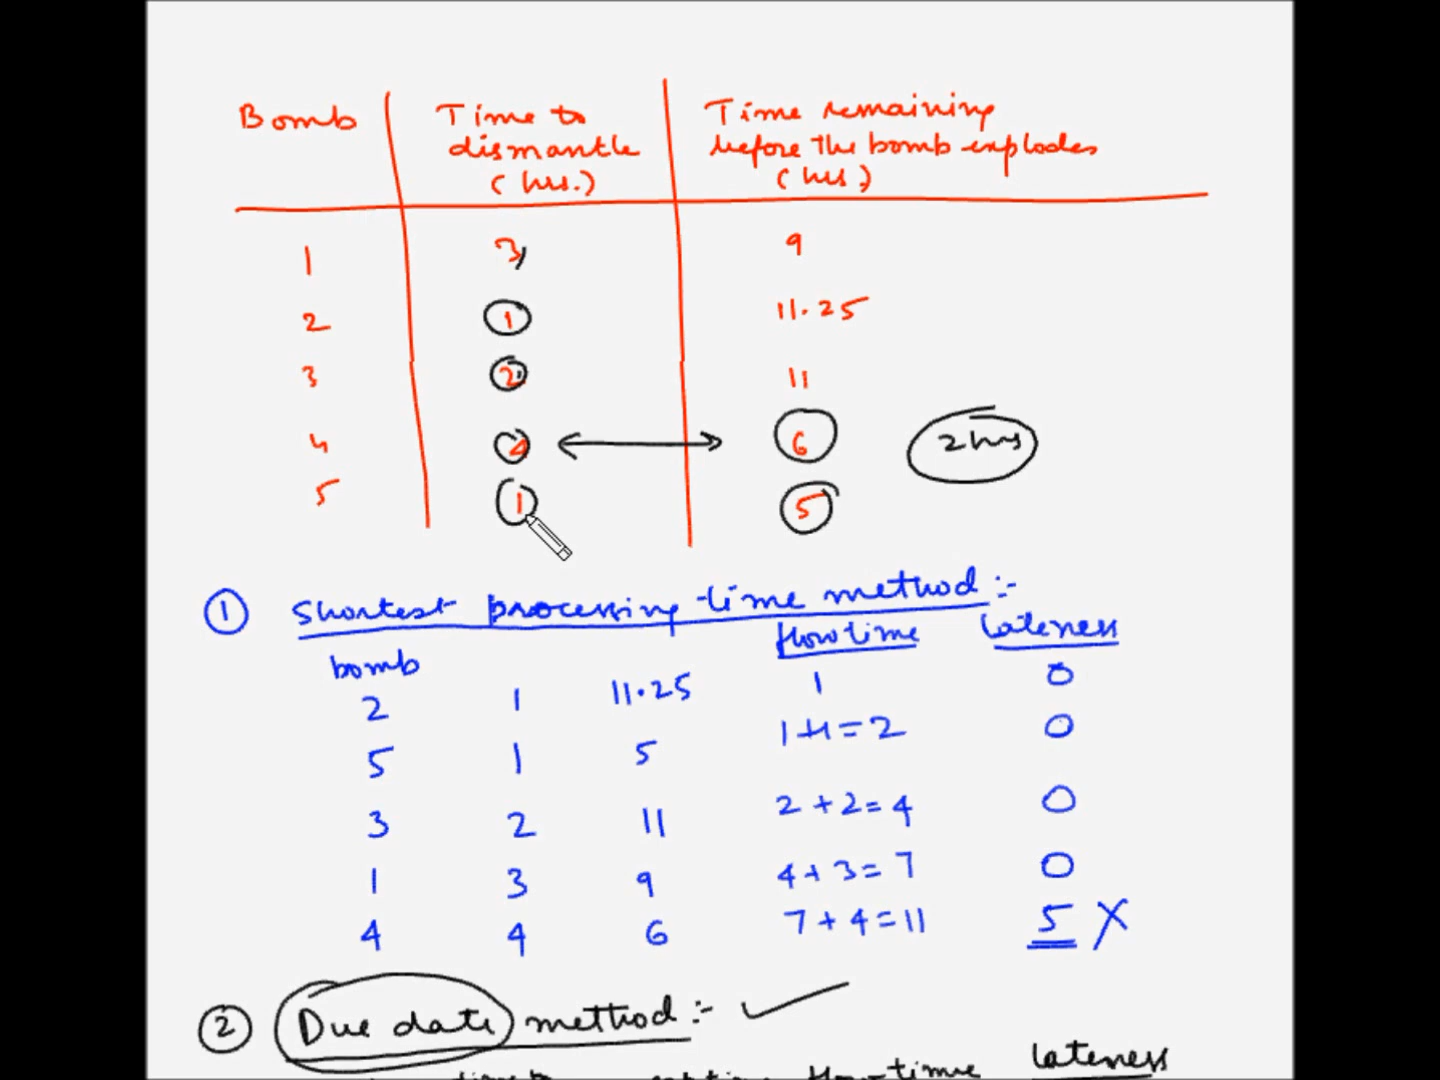 Bomb Time to dismantle (hrs.) Time remaining before the bomb explodes (hrs.)
1 3 9
2 1 11.25
3 2 11
4 4 6 2 hrs
5 1 5
1 Shortest processing time method:-
bomb flowtime lateness
2 1 11.25 1 0
5 1 5 1+1=2 0
3 2 11 2+2=4 0
1 3 9 4+3=7 0
4 4 6 7+4=11 5 X
2 Due date method:- ✓
flow-time lateness